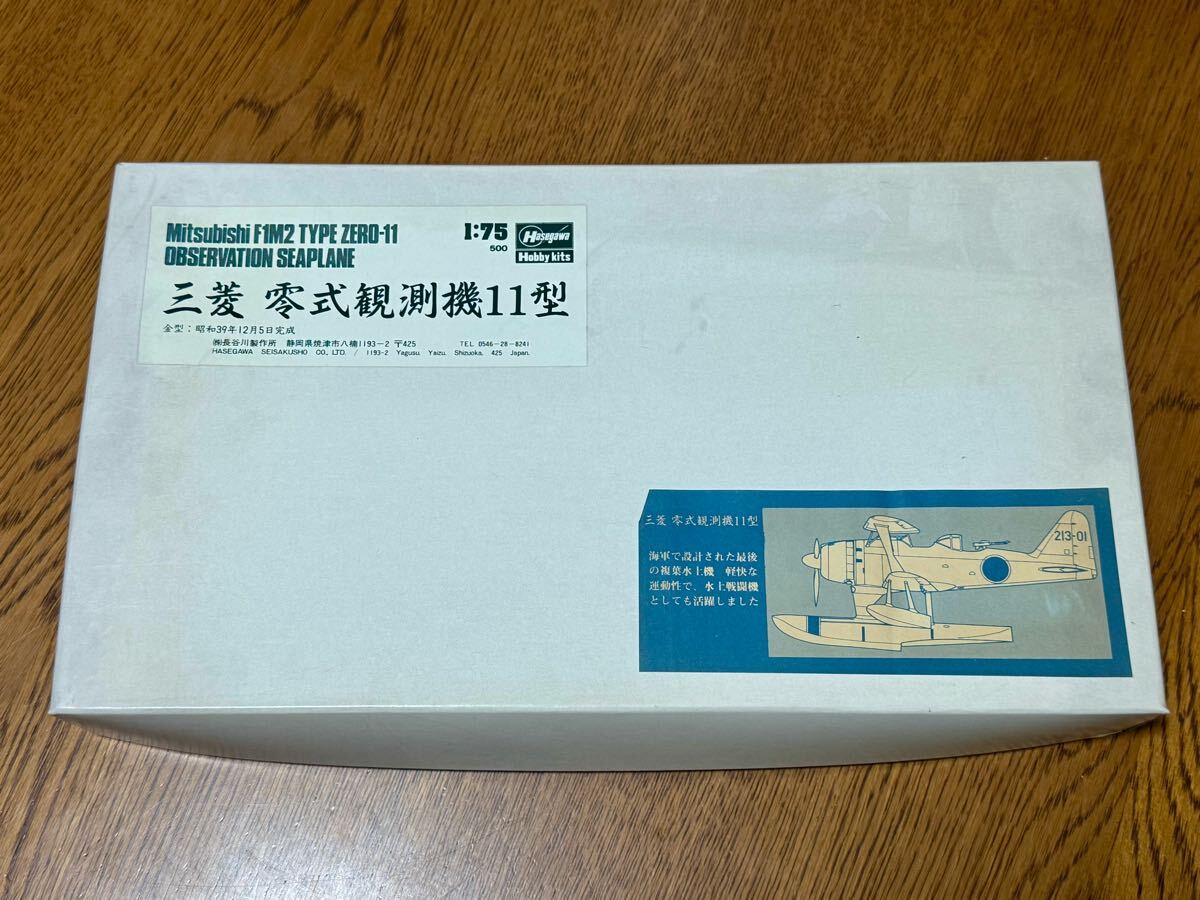 Mitsubishi F1M2 TYPE ZERO-11
OBSERVATION SEAPLANE
1:75
500
Hasegawa
Hobby kits
三菱 零式観測機11型
金型:昭和39年12月5日完成
㈱長谷川製作所 静岡県焼津市八楠1193-2 〒425 TEL 0546-28-8241
HASEGAWA SEISAKUSHO CO., LTD. / 1193-2 Yagusu. Yaizu. Shizuoka. 425 Japan.
三菱 零式観測機11型
海軍で設計された最後
の複葉水上機 軽快な
運動性で、水上戦闘機
としても活躍しました
213-01